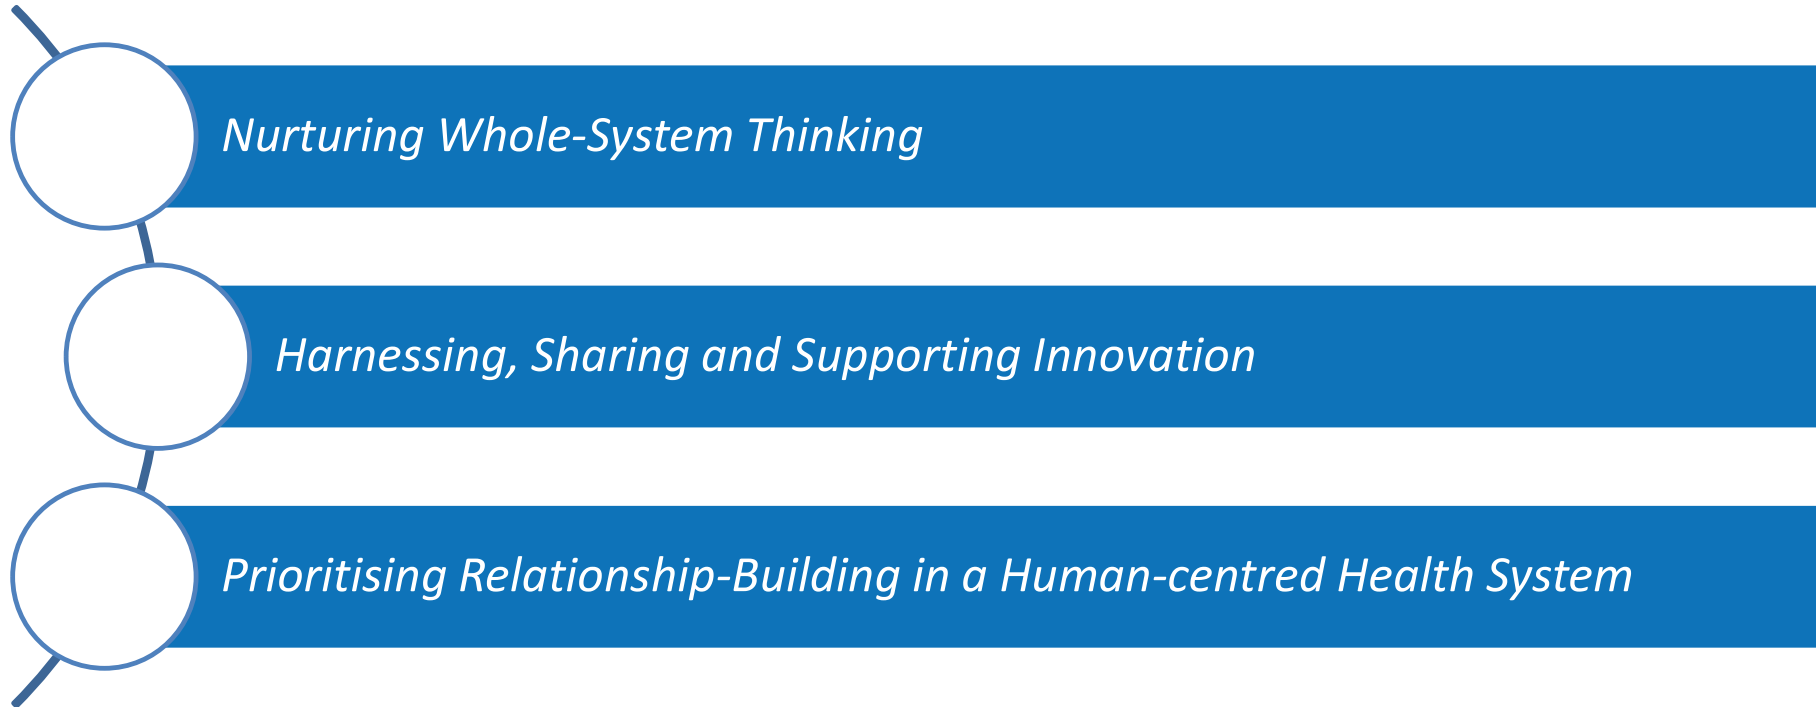 Nurturing Whole-System Thinking
Harnessing, Sharing and Supporting Innovation
Prioritising Relationship-Building in a Human-centred Health System